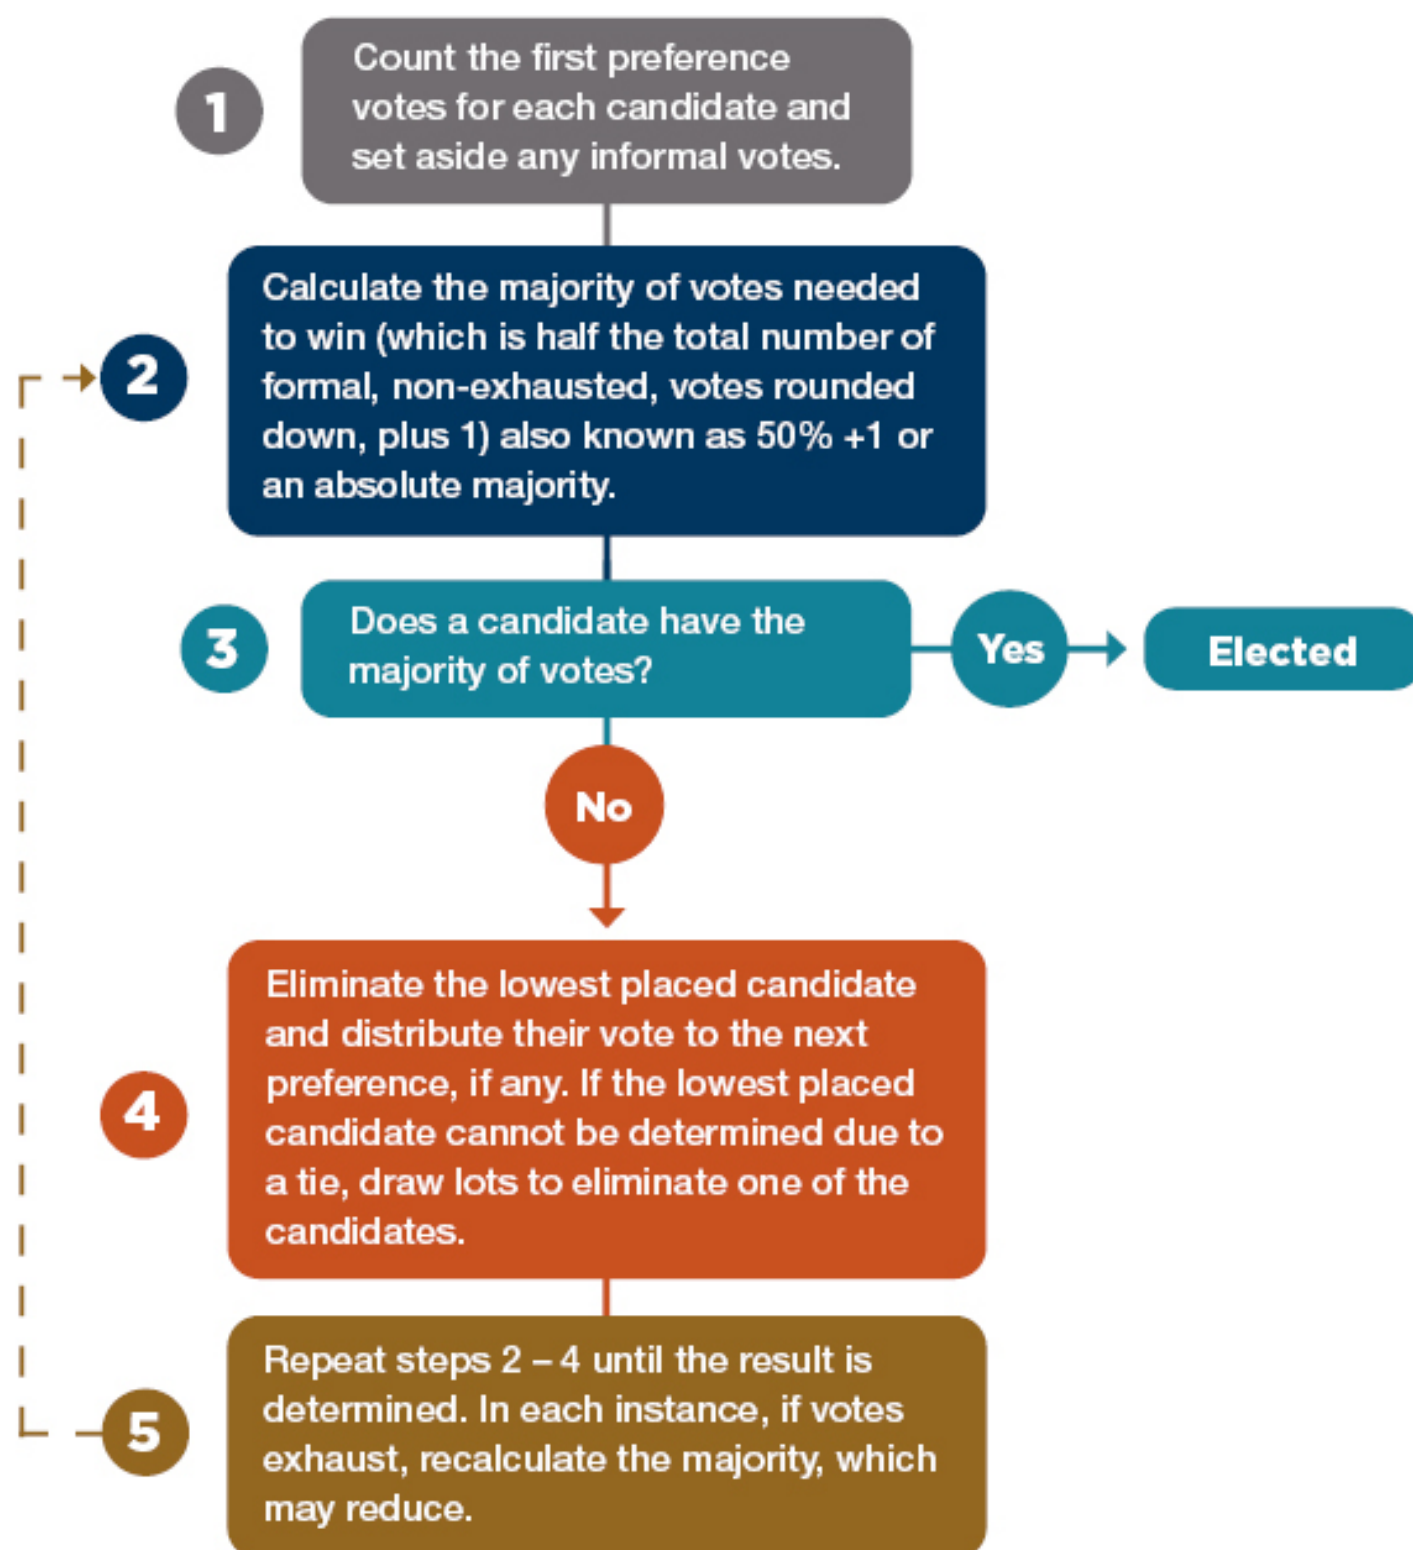 1
Count the first preference
votes for each candidate and
set aside any informal votes.
2
Calculate the majority of votes needed
to win (which is half the total number of
formal, non-exhausted, votes rounded
down, plus 1) also known as 50% +1 or
an absolute majority.
3
Does a candidate have the
majority of votes?
Yes
Elected
No
4
Eliminate the lowest placed candidate
and distribute their vote to the next
preference, if any. If the lowest placed
candidate cannot be determined due to
a tie, draw lots to eliminate one of the
candidates.
5
Repeat steps 2 – 4 until the result is
determined. In each instance, if votes
exhaust, recalculate the majority, which
may reduce.